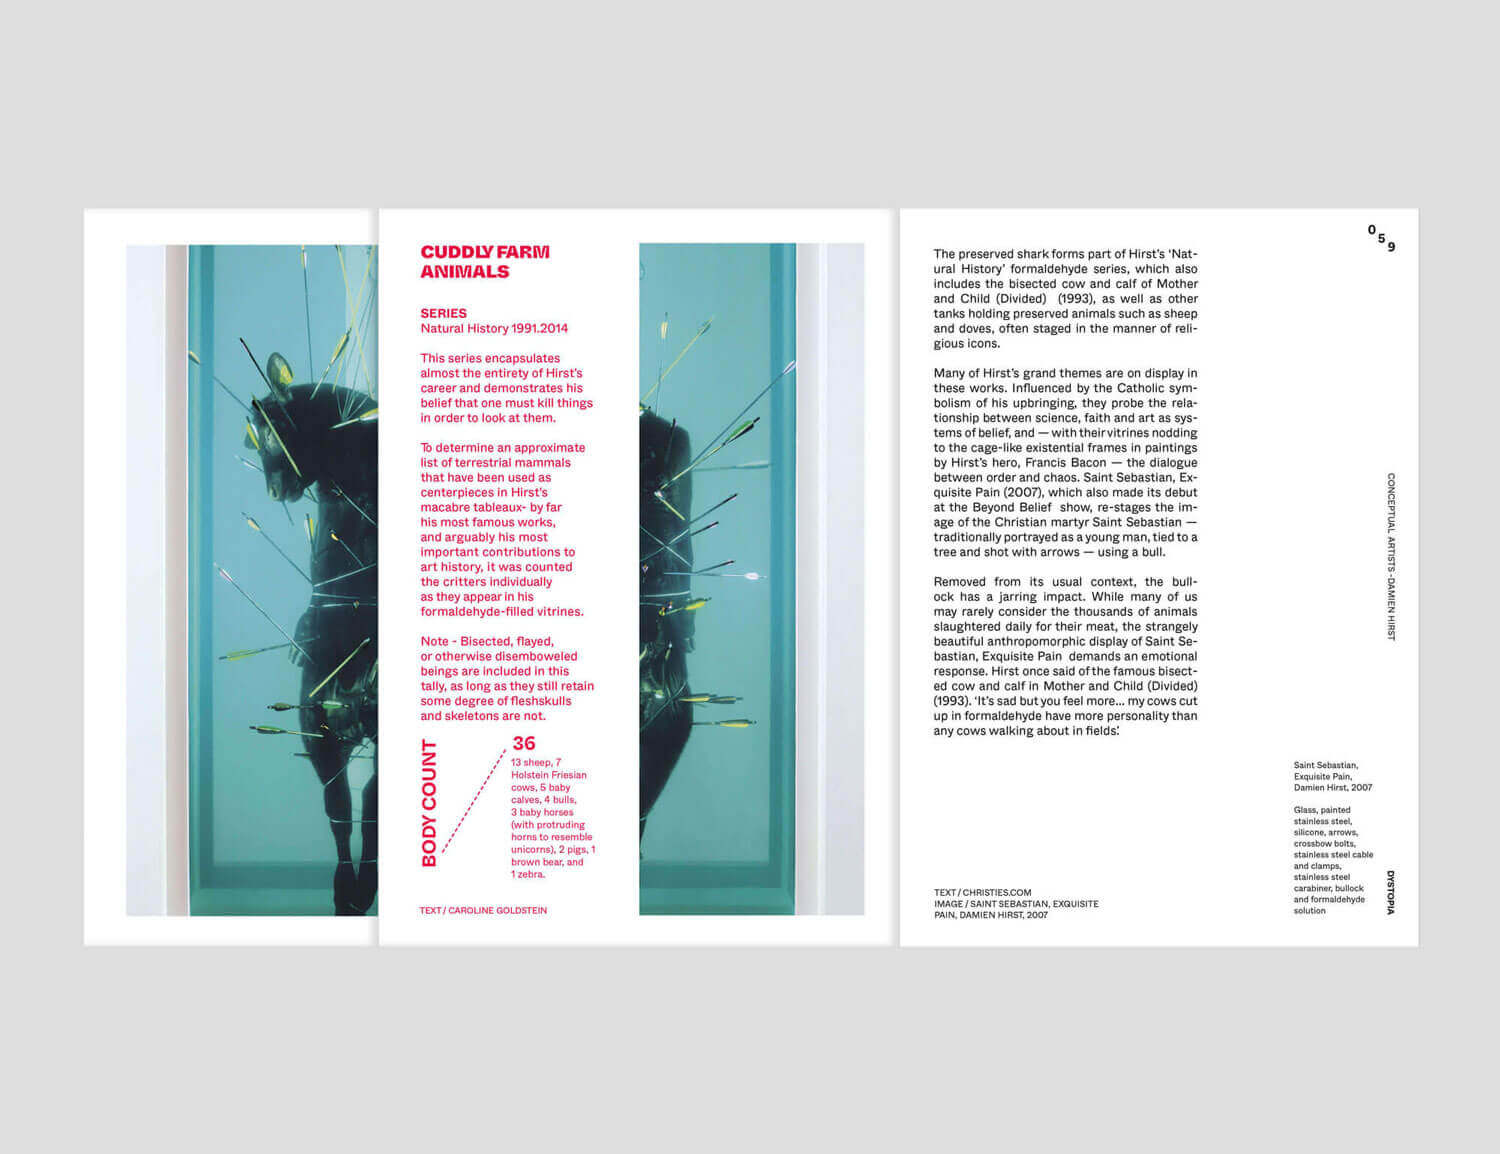 CUDDLY FARM
ANIMALS
SERIES
Natural History 1991.2014
This series encapsulates
almost the entirety of Hirst's
career and demonstrates his
belief that one must kill things
in order to look at them.
To determine an approximate
list of terrestrial mammals
that have been used as
centerpieces in Hirst's
macabre tableaux- by far
his most famous works,
and arguably his most
important contributions to
art history, it was counted
the critters individually
as they appear in his
formaldehyde-filled vitrines.
Note - Bisected, flayed,
or otherwise disemboweled
beings are included in this
tally, as long as they still retain
some degree of fleshskulls
and skeletons are not.
BODY COUNT
36
13 sheep, 7
Holstein Friesian
cows, 5 baby
calves, 4 bulls,
3 baby horses
(with protruding
horns to resemble
unicorns), 2 pigs, 1
brown bear, and
1 zebra.
TEXT / CAROLINE GOLDSTEIN
059
The preserved shark forms part of Hirst's 'Nat-
ural History' formaldehyde series, which also
includes the bisected cow and calf of Mother
and Child (Divided) (1993), as well as other
tanks holding preserved animals such as sheep
and doves, often staged in the manner of reli-
gious icons.
Many of Hirst's grand themes are on display in
these works. Influenced by the Catholic sym-
bolism of his upbringing, they probe the rela-
tionship between science, faith and art as sys-
tems of belief, and — with their vitrines nodding
to the cage-like existential frames in paintings
by Hirst's hero, Francis Bacon — the dialogue
between order and chaos. Saint Sebastian, Ex-
quisite Pain (2007), which also made its debut
at the Beyond Belief show, re-stages the im-
age of the Christian martyr Saint Sebastian —
traditionally portrayed as a young man, tied to a
tree and shot with arrows — using a bull.
Removed from its usual context, the bull-
ock has a jarring impact. While many of us
may rarely consider the thousands of animals
slaughtered daily for their meat, the strangely
beautiful anthropomorphic display of Saint Se-
bastian, Exquisite Pain demands an emotional
response. Hirst once said of the famous bisect-
ed cow and calf in Mother and Child (Divided)
(1993). 'It's sad but you feel more... my cows cut
up in formaldehyde have more personality than
any cows walking about in fields.'
TEXT / CHRISTIES.COM
IMAGE / SAINT SEBASTIAN, EXQUISITE
PAIN, DAMIEN HIRST, 2007
CONCEPTUAL ARTISTS - DAMIEN HIRST
Saint Sebastian,
Exquisite Pain,
Damien Hirst, 2007
Glass, painted
stainless steel,
silicone, arrows,
crossbow bolts,
stainless steel cable
and clamps,
stainless steel
carabiner, bullock
and formaldehyde
solution
DYSTOPIA